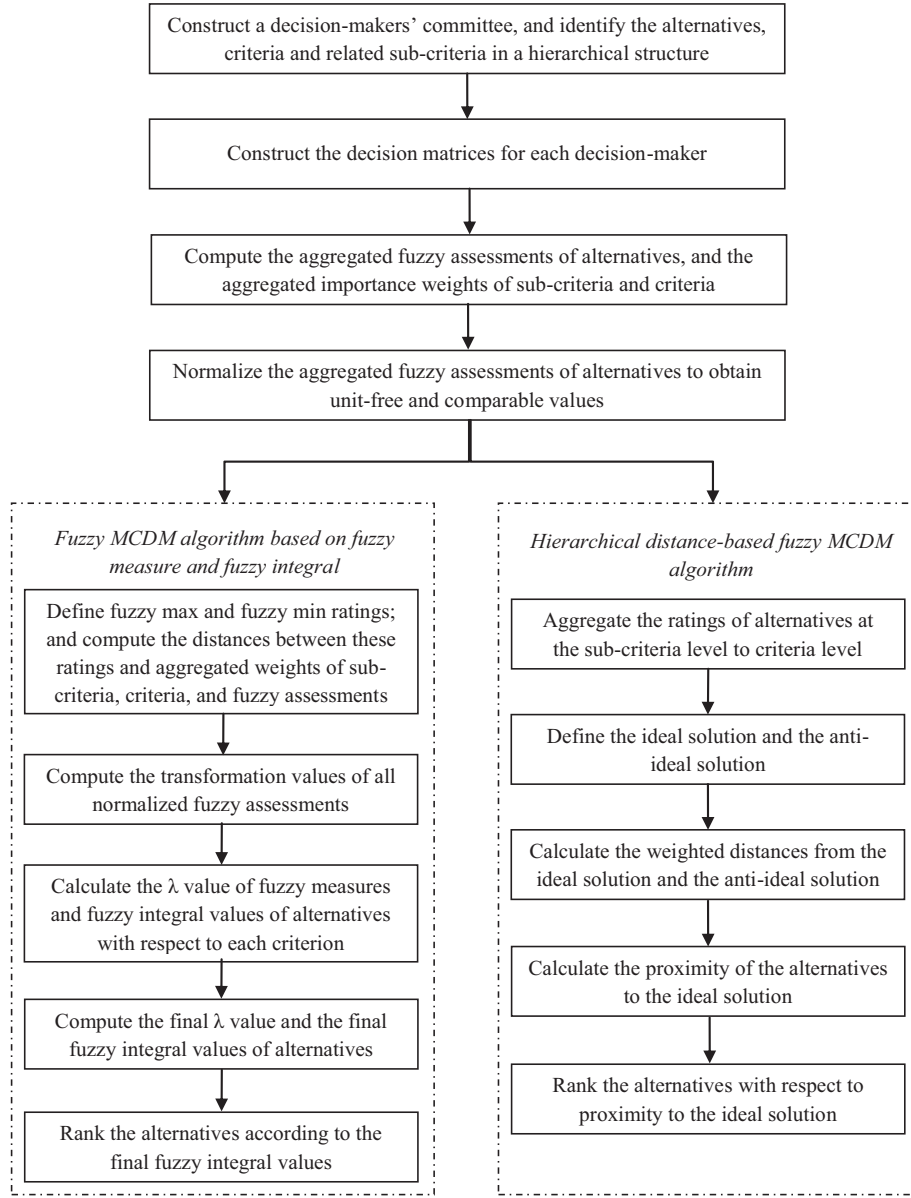 Construct a decision-makers' committee, and identify the alternatives,
criteria and related sub-criteria in a hierarchical structure
Construct the decision matrices for each decision-maker
Compute the aggregated fuzzy assessments of alternatives, and the
aggregated importance weights of sub-criteria and criteria
Normalize the aggregated fuzzy assessments of alternatives to obtain
unit-free and comparable values
Fuzzy MCDM algorithm based on fuzzy
measure and fuzzy integral
Define fuzzy max and fuzzy min ratings;
and compute the distances between these
ratings and aggregated weights of sub-
criteria, criteria, and fuzzy assessments
Compute the transformation values of all
normalized fuzzy assessments
Calculate the λ value of fuzzy measures
and fuzzy integral values of alternatives
with respect to each criterion
Compute the final λ value and the final
fuzzy integral values of alternatives
Rank the alternatives according to the
final fuzzy integral values
Hierarchical distance-based fuzzy MCDM
algorithm
Aggregate the ratings of alternatives at
the sub-criteria level to criteria level
Define the ideal solution and the anti-
ideal solution
Calculate the weighted distances from the
ideal solution and the anti-ideal solution
Calculate the proximity of the alternatives
to the ideal solution
Rank the alternatives with respect to
proximity to the ideal solution